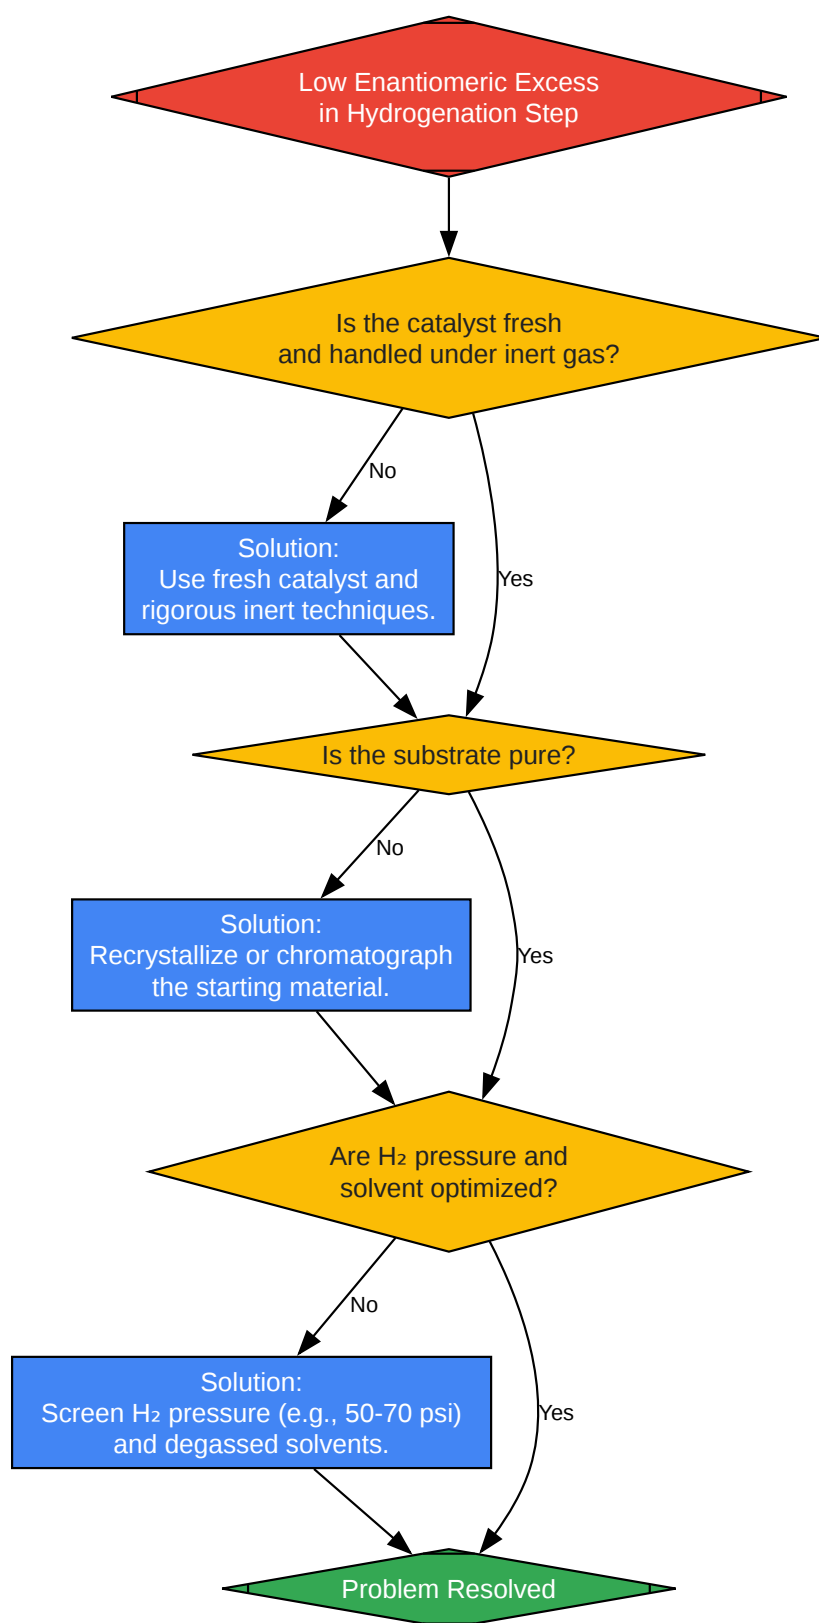 Low Enantiomeric Excess
in Hydrogenation Step
Is the catalyst fresh
and handled under inert gas?
No
Solution:
Use fresh catalyst and
rigorous inert techniques.
Yes
Is the substrate pure?
No
Solution:
Recrystallize or chromatograph
the starting material.
Yes
Are H₂ pressure and
solvent optimized?
No
Solution:
Screen H₂ pressure (e.g., 50-70 psi)
and degassed solvents.
Yes
Problem Resolved